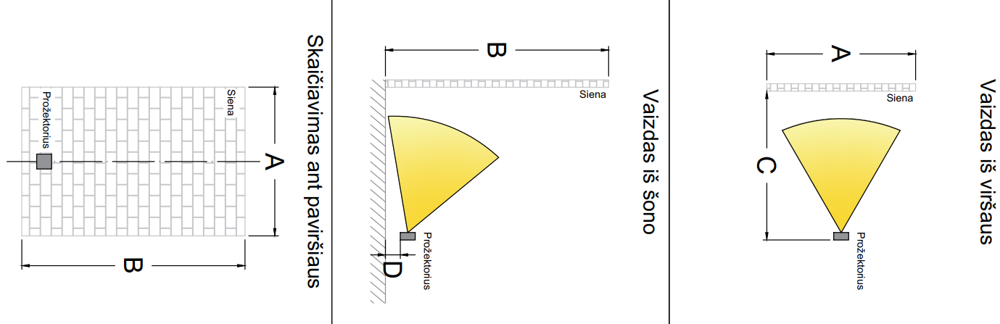 Vaizdas iš viršaus
A
Siena
C
Prožektorius
Vaizdas iš šono
B
Siena
Prožektorius
D
Skaičiavimas ant paviršiaus
A
Siena
Prožektorius
B